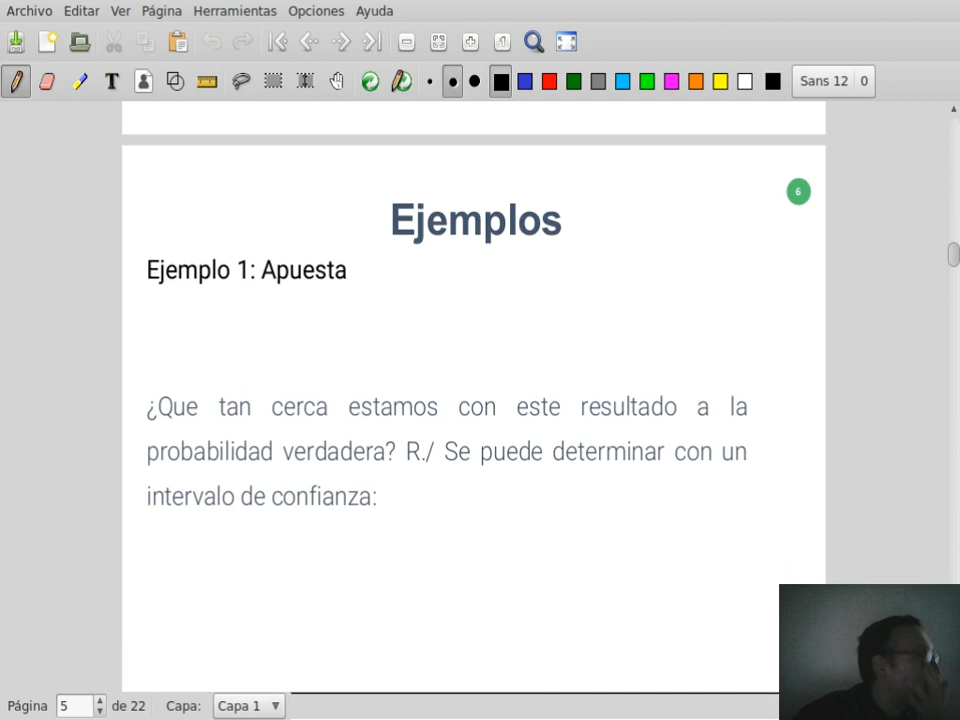 Archivo Editar Ver Página Herramientas Opciones Ayuda
T Sans 12 0
6
Ejemplos
Ejemplo 1: Apuesta
¿Que tan cerca estamos con este resultado a la
probabilidad verdadera? R./ Se puede determinar con un
intervalo de confianza:
Página 5 de 22 Capa: Capa 1